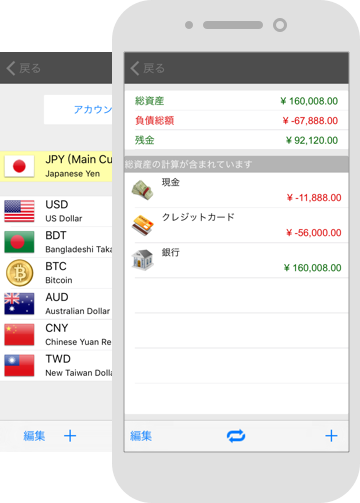 戻る
アカウン
JPY (Main Cu
Japanese Yen
USD
US Dollar
BDT
Bangladeshi Taka
BTC
Bitcoin
AUD
Australian Dollar
CNY
Chinese Yuan Re
TWD
New Taiwan Dolla
編集 +
戻る
総資産 ¥ 160,008.00
負債総額 ¥ -67,888.00
残金 ¥ 92,120.00
総資産の計算が含まれています
現金
¥ -11,888.00
クレジットカード
¥ -56,000.00
銀行
¥ 160,008.00
編集 +